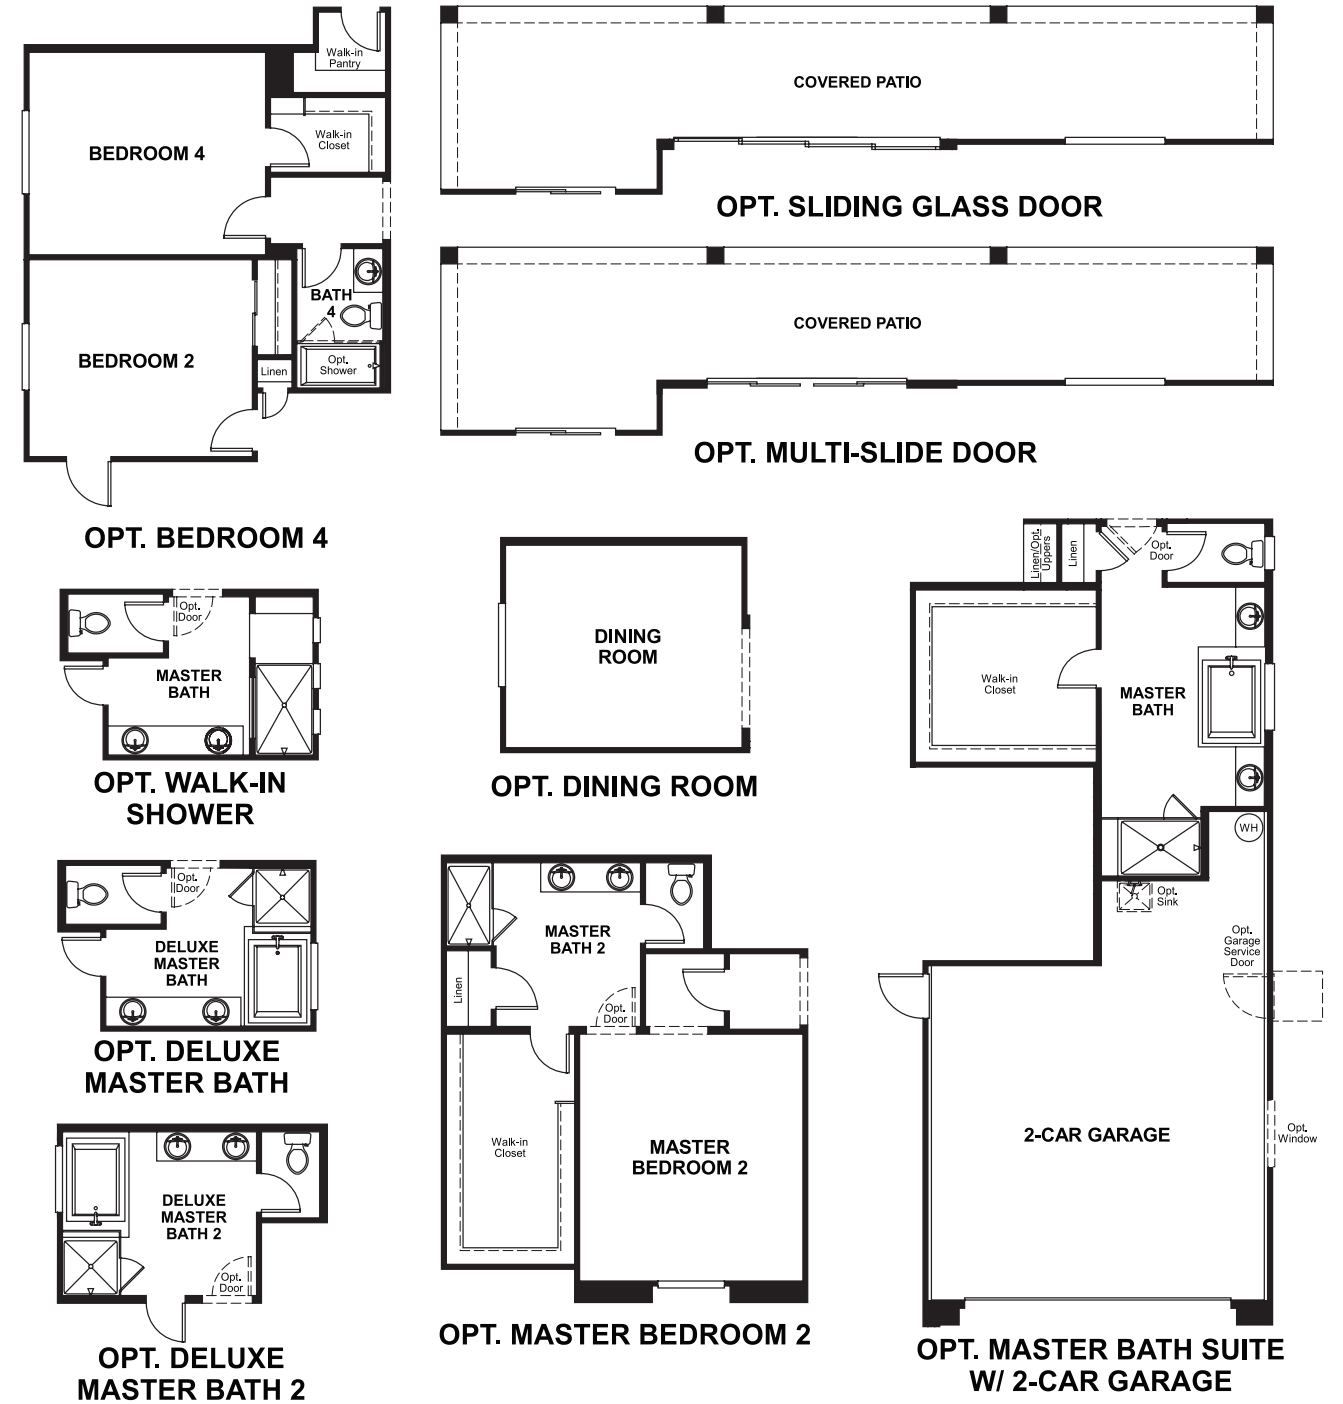 Walk-in
Pantry
BEDROOM 4
Walk-in
Closet
BATH
4
BEDROOM 2
Opt.
Shower
Linen
OPT. BEDROOM 4
COVERED PATIO
OPT. SLIDING GLASS DOOR
COVERED PATIO
OPT. MULTI-SLIDE DOOR
Opt.
Door
MASTER
BATH
OPT. WALK-IN
SHOWER
DINING
ROOM
OPT. DINING ROOM
Opt.
Door
DELUXE
MASTER
BATH
OPT. DELUXE
MASTER BATH
DELUXE
MASTER
BATH 2
Opt.
Door
OPT. DELUXE
MASTER BATH 2
MASTER
BATH 2
Linen
Opt.
Door
Walk-in
Closet
MASTER
BEDROOM 2
OPT. MASTER BEDROOM 2
Linen/Opt.
Uppers
Linen
Opt.
Door
Walk-in
Closet
MASTER
BATH
WH
Opt.
Sink
Opt.
Garage
Service
Door
2-CAR GARAGE
Opt.
Window
OPT. MASTER BATH SUITE
W/ 2-CAR GARAGE